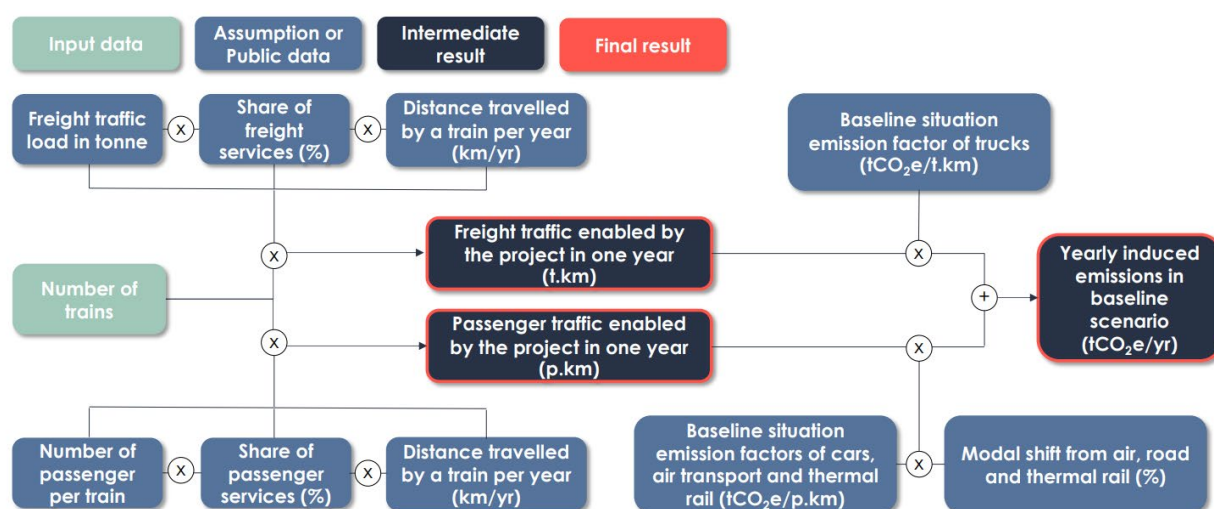 Input data
Assumption or
Public data
Intermediate
result
Final result
Freight traffic
load in tonne
X
Share of
freight
services (%)
X
Distance travelled
by a train per year
(km/yr)
Baseline situation
emission factor of trucks
(tCO₂e/t.km)
X
Freight traffic enabled by
the project in one year
(t.km)
X
Number of
trains
+
Yearly induced
emissions in
baseline
scenario
(tCO₂e/yr)
X
Passenger traffic enabled
by the project in one year
(p.km)
X
Number of
passenger
per train
X
Share of
passenger
services (%)
X
Distance travelled
by a train per year
(km/yr)
Baseline situation
emission factors of cars,
air transport and thermal
rail (tCO₂e/p.km)
X
Modal shift from air, road
and thermal rail (%)